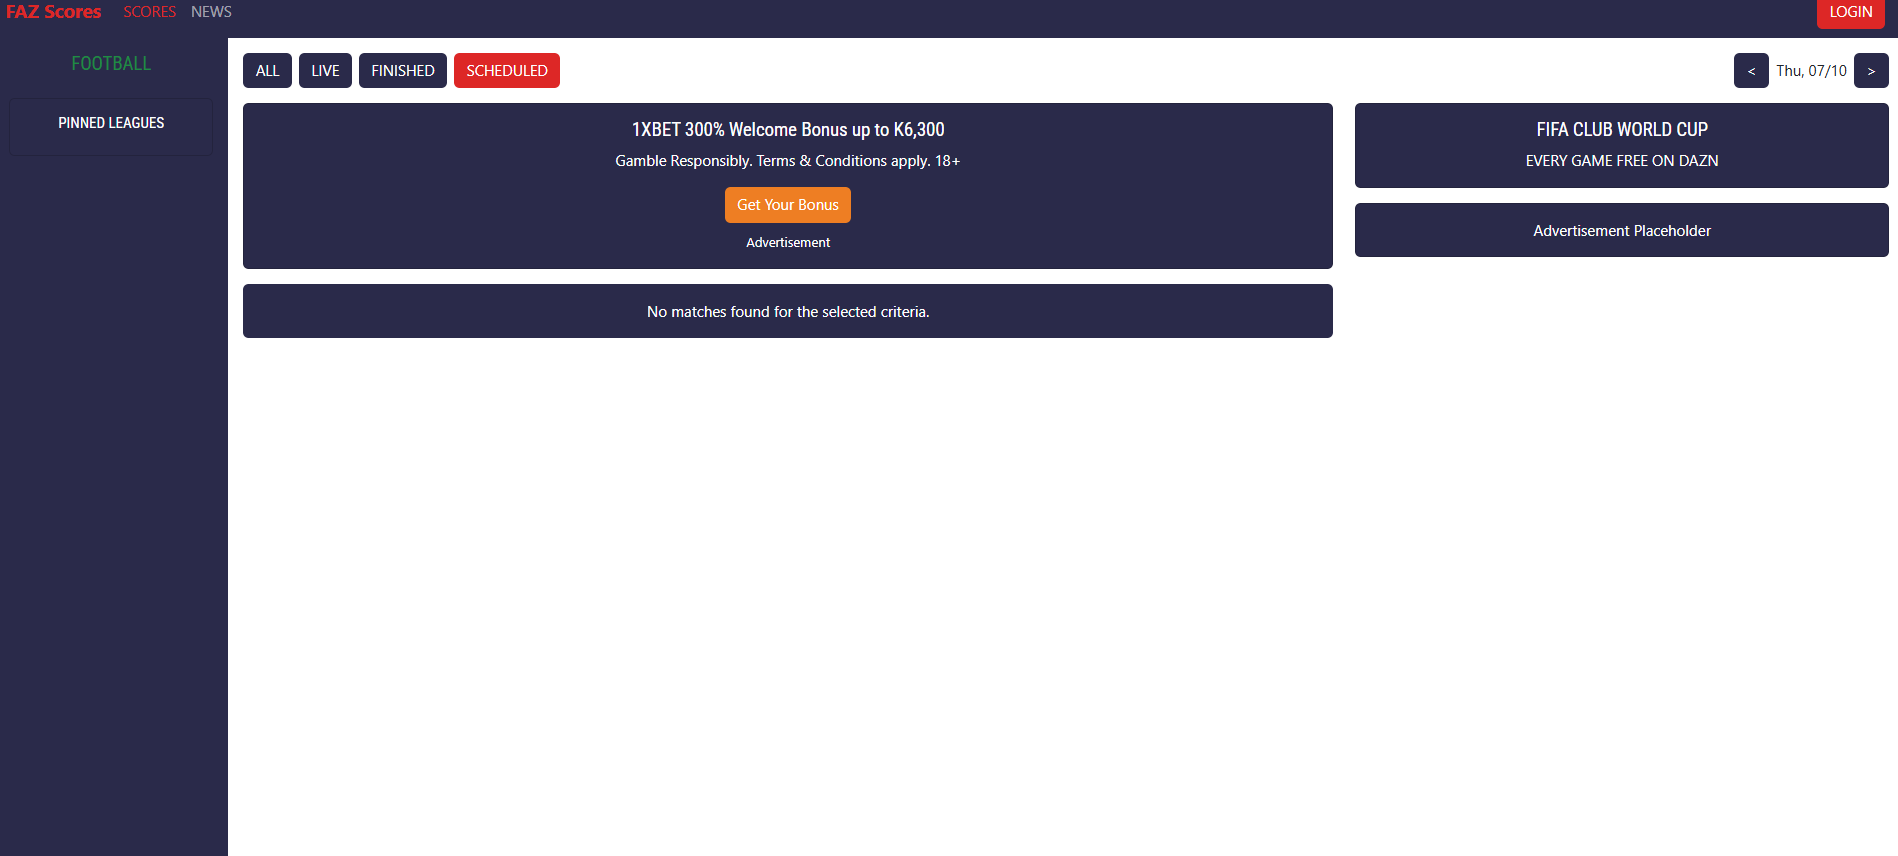 FAZ Scores SCORES NEWS LOGIN
FOOTBALL
PINNED LEAGUES
ALL LIVE FINISHED SCHEDULED
< Thu, 07/10 >
1XBET 300% Welcome Bonus up to K6,300
Gamble Responsibly. Terms & Conditions apply. 18+
Get Your Bonus
Advertisement
No matches found for the selected criteria.
FIFA CLUB WORLD CUP
EVERY GAME FREE ON DAZN
Advertisement Placeholder